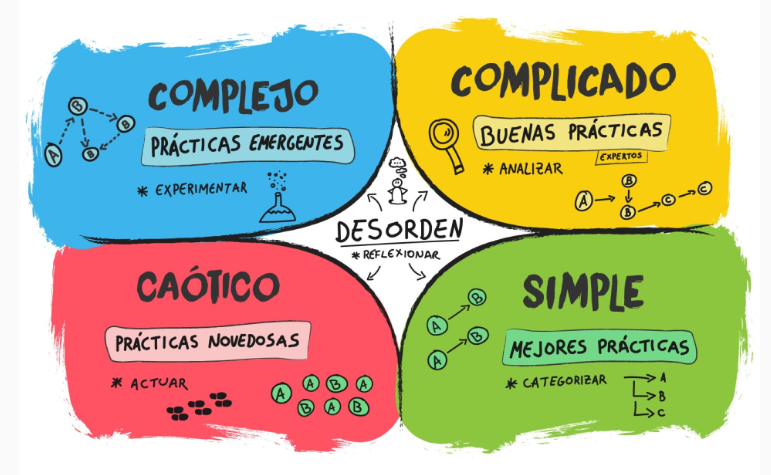 COMPLEJO
PRÁCTICAS EMERGENTES
* EXPERIMENTAR
A
B
B
B
COMPLICADO
BUENAS PRÁCTICAS
EXPERTOS
* ANALIZAR
A
B
B
C
C
DESORDEN
* REFLEXIONAR
CAÓTICO
PRÁCTICAS NOVEDOSAS
* ACTUAR
A A B A
B A B
SIMPLE
A B
A B
MEJORES PRÁCTICAS
* CATEGORIZAR
A
B
C